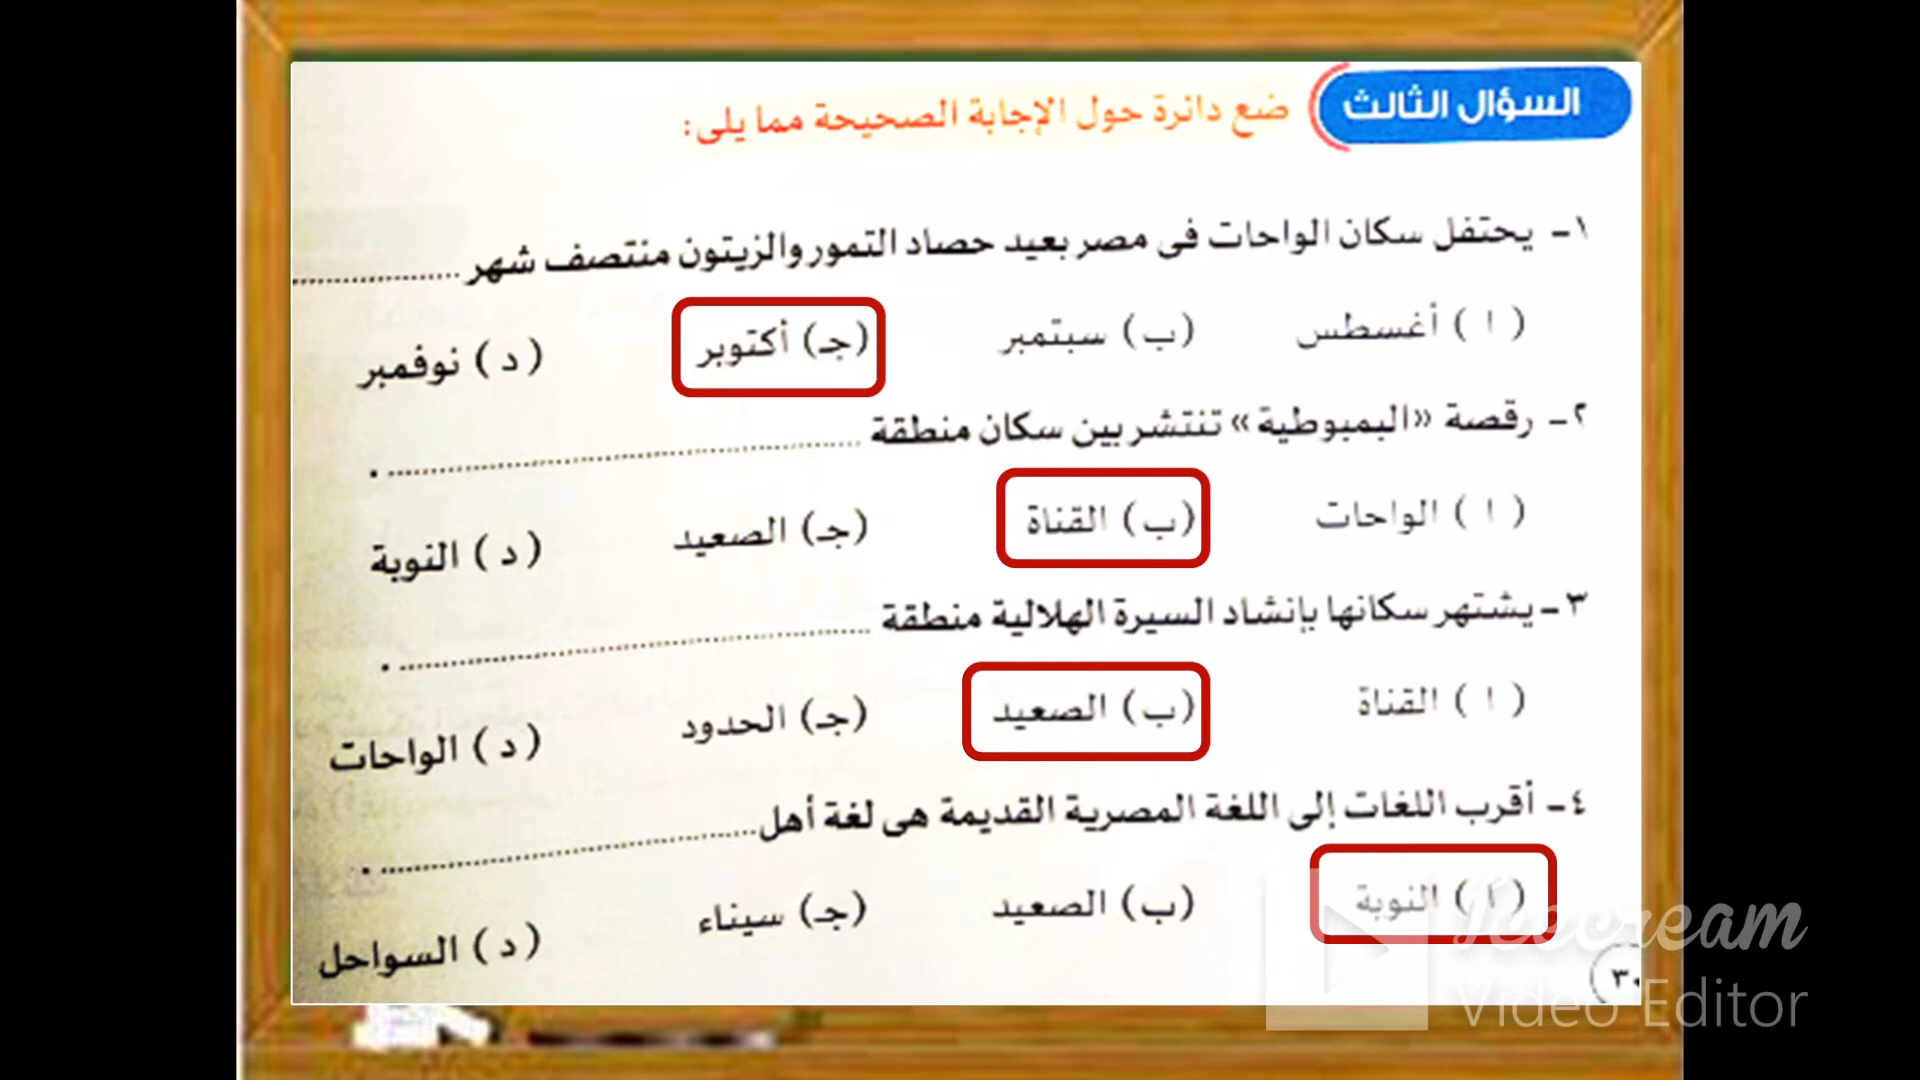 السؤال الثالث ضع دائرة حول الإجابة الصحيحة مما يلى:
١- يحتفل سكان الواحات فى مصر بعيد حصاد التمور والزيتون منتصف شهر ....................
( ا ) أغسطس (ب) سبتمبر (جـ) أكتوبر ( د ) نوفمبر
٢- رقصة «البمبوطية» تنتشر بين سكان منطقة .................... .
( ا ) الواحات (ب) القناة (جـ) الصعيد ( د ) النوبة
٣- يشتهر سكانها بإنشاد السيرة الهلالية منطقة .................... .
( ا ) القناة (ب) الصعيد (جـ) الحدود ( د ) الواحات
٤- أقرب اللغات إلى اللغة المصرية القديمة هى لغة أهل .................... .
( ا ) النوبة (ب) الصعيد (جـ) سيناء ( د ) السواحل
٣٠
Icecream
Video Editor